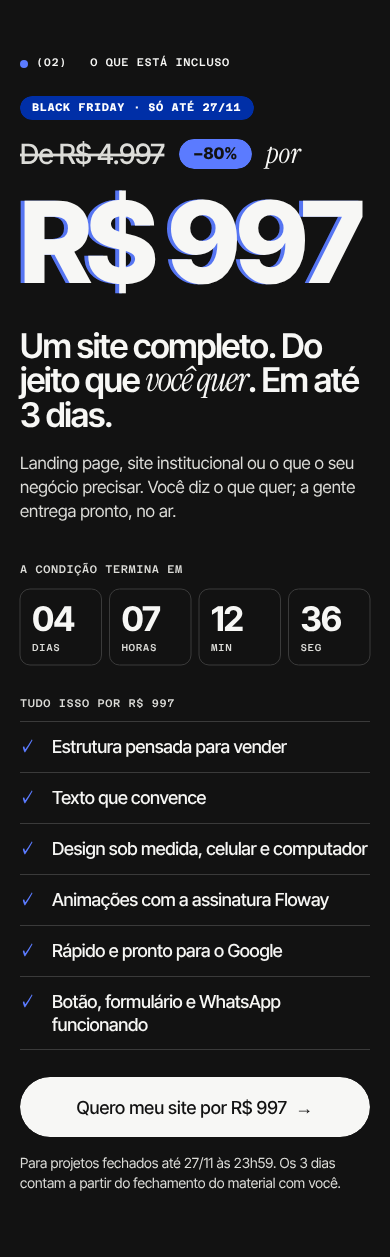 (02) O QUE ESTÁ INCLUSO
BLACK FRIDAY · SÓ ATÉ 27/11
De R$ 4.997 −80% por
R$ 997
Um site completo. Do
jeito que você quer. Em até
3 dias.
Landing page, site institucional ou o que o seu
negócio precisar. Você diz o que quer; a gente
entrega pronto, no ar.
A CONDIÇÃO TERMINA EM
04 07 12 36
DIAS HORAS MIN SEG
TUDO ISSO POR R$ 997
✓ Estrutura pensada para vender
✓ Texto que convence
✓ Design sob medida, celular e computador
✓ Animações com a assinatura Floway
✓ Rápido e pronto para o Google
✓ Botão, formulário e WhatsApp
funcionando
Quero meu site por R$ 997 →
Para projetos fechados até 27/11 às 23h59. Os 3 dias
contam a partir do fechamento do material com você.